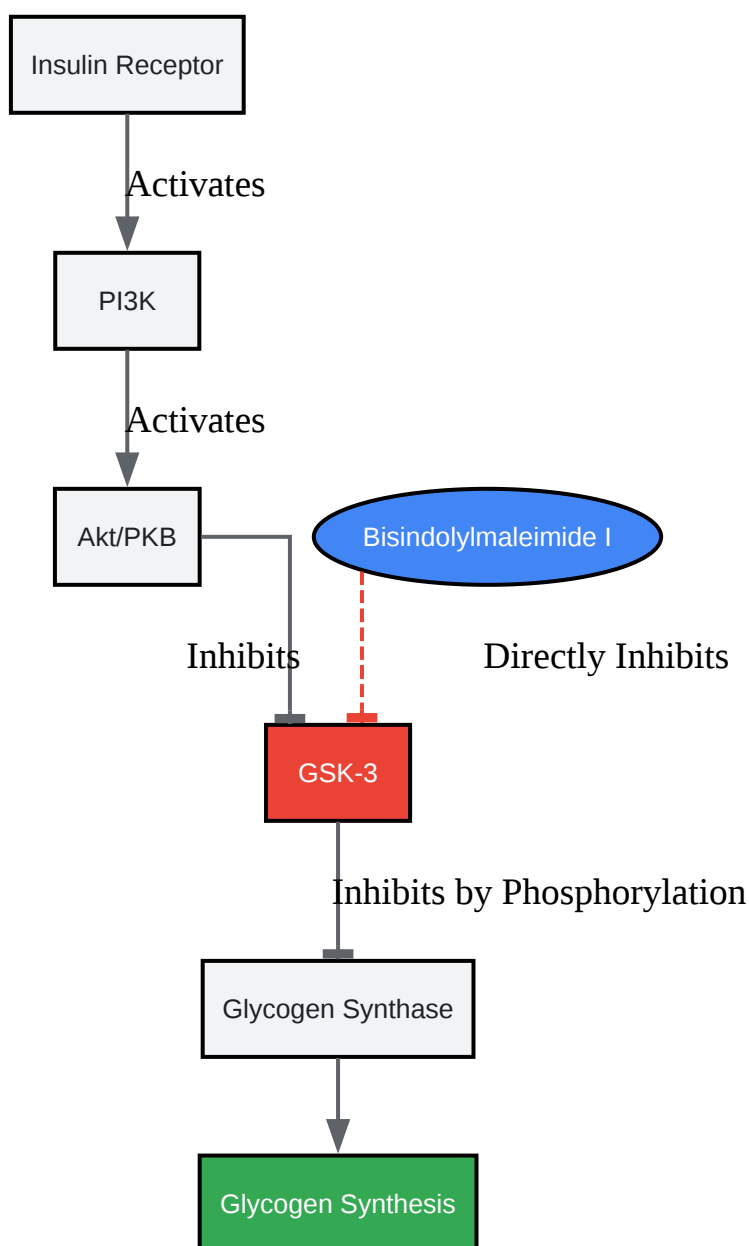 Insulin Receptor
Activates
PI3K
Activates
Akt/PKB
Bisindolylmaleimide I
Inhibits
Directly Inhibits
GSK-3
Inhibits by Phosphorylation
Glycogen Synthase
Glycogen Synthesis